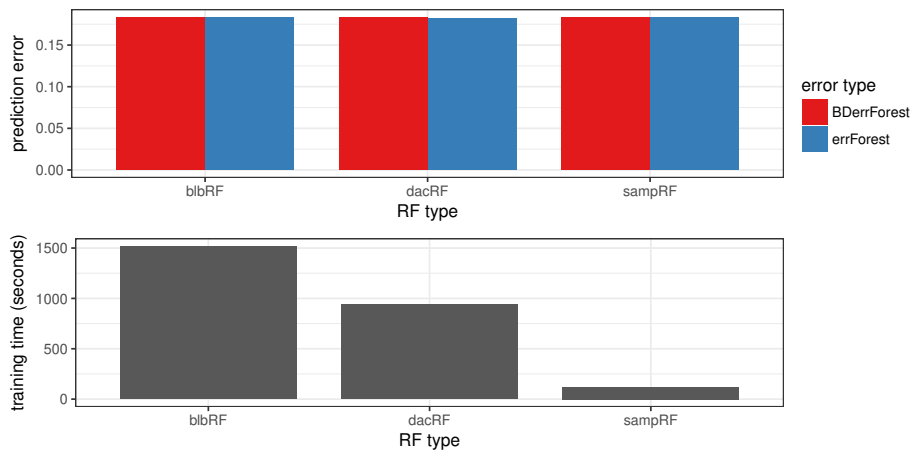 prediction error
0.15
0.10
0.05
0.00
blbRF
dacRF
sampRF
RF type
error type
BDerrForest
errForest
training time (seconds)
1500
1000
500
0
blbRF
dacRF
sampRF
RF type